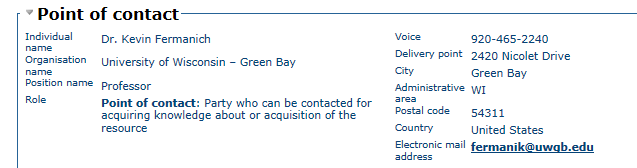 Point of contact
Individual name Dr. Kevin Fermanich
Organisation name University of Wisconsin – Green Bay
Position name Professor
Role Point of contact: Party who can be contacted for
acquiring knowledge about or acquisition of the
resource
Voice 920-465-2240
Delivery point 2420 Nicolet Drive
City Green Bay
Administrative area WI
Postal code 54311
Country United States
Electronic mail address fermanik@uwgb.edu